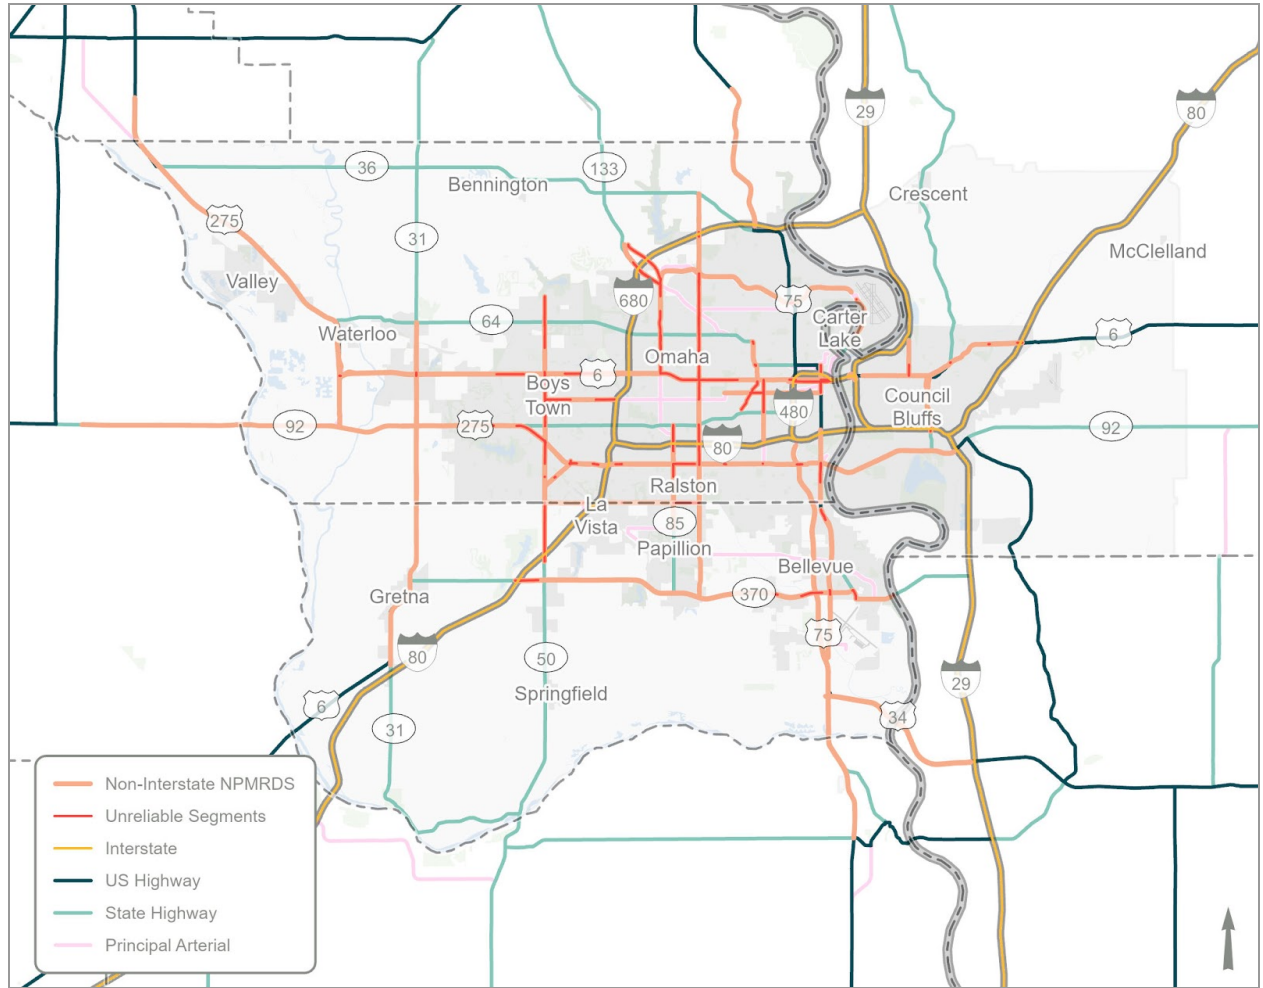 29
80
36
133
Bennington
Crescent
275
31
McClelland
Valley
680
75
Carter
Lake
64
Waterloo
6
Omaha
6
Boys
Town
Council
Bluffs
480
92
275
80
92
Ralston
La
Vista
85
Papillion
Bellevue
370
Gretna
75
80
50
29
Springfield
6
34
31
Non-Interstate NPMRDS
Unreliable Segments
Interstate
US Highway
State Highway
Principal Arterial